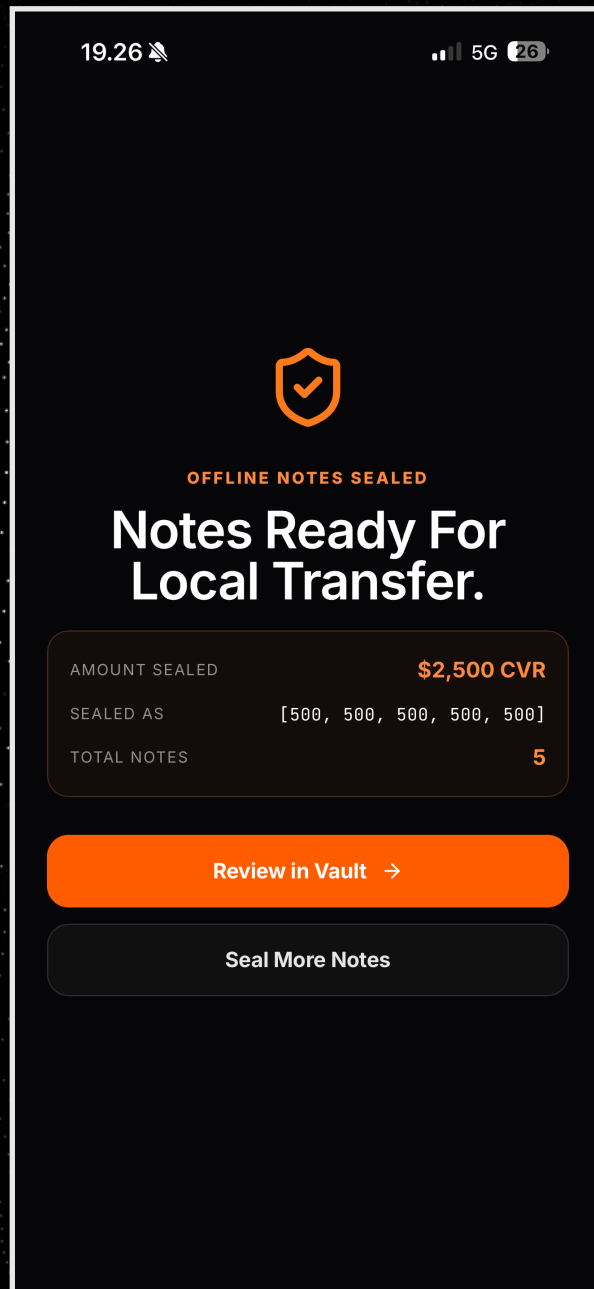 19.26
5G 26
OFFLINE NOTES SEALED
Notes Ready For
Local Transfer.
AMOUNT SEALED $2,500 CVR
SEALED AS [500, 500, 500, 500, 500]
TOTAL NOTES 5
Review in Vault →
Seal More Notes